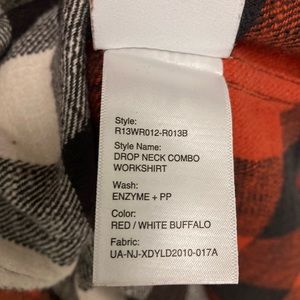 Style:
R13WR012-R013B
Style Name:
DROP NECK COMBO
WORKSHIRT
Wash:
ENZYME + PP
Color:
RED / WHITE BUFFALO
Fabric:
UA-NJ-XDYLD2010-017A